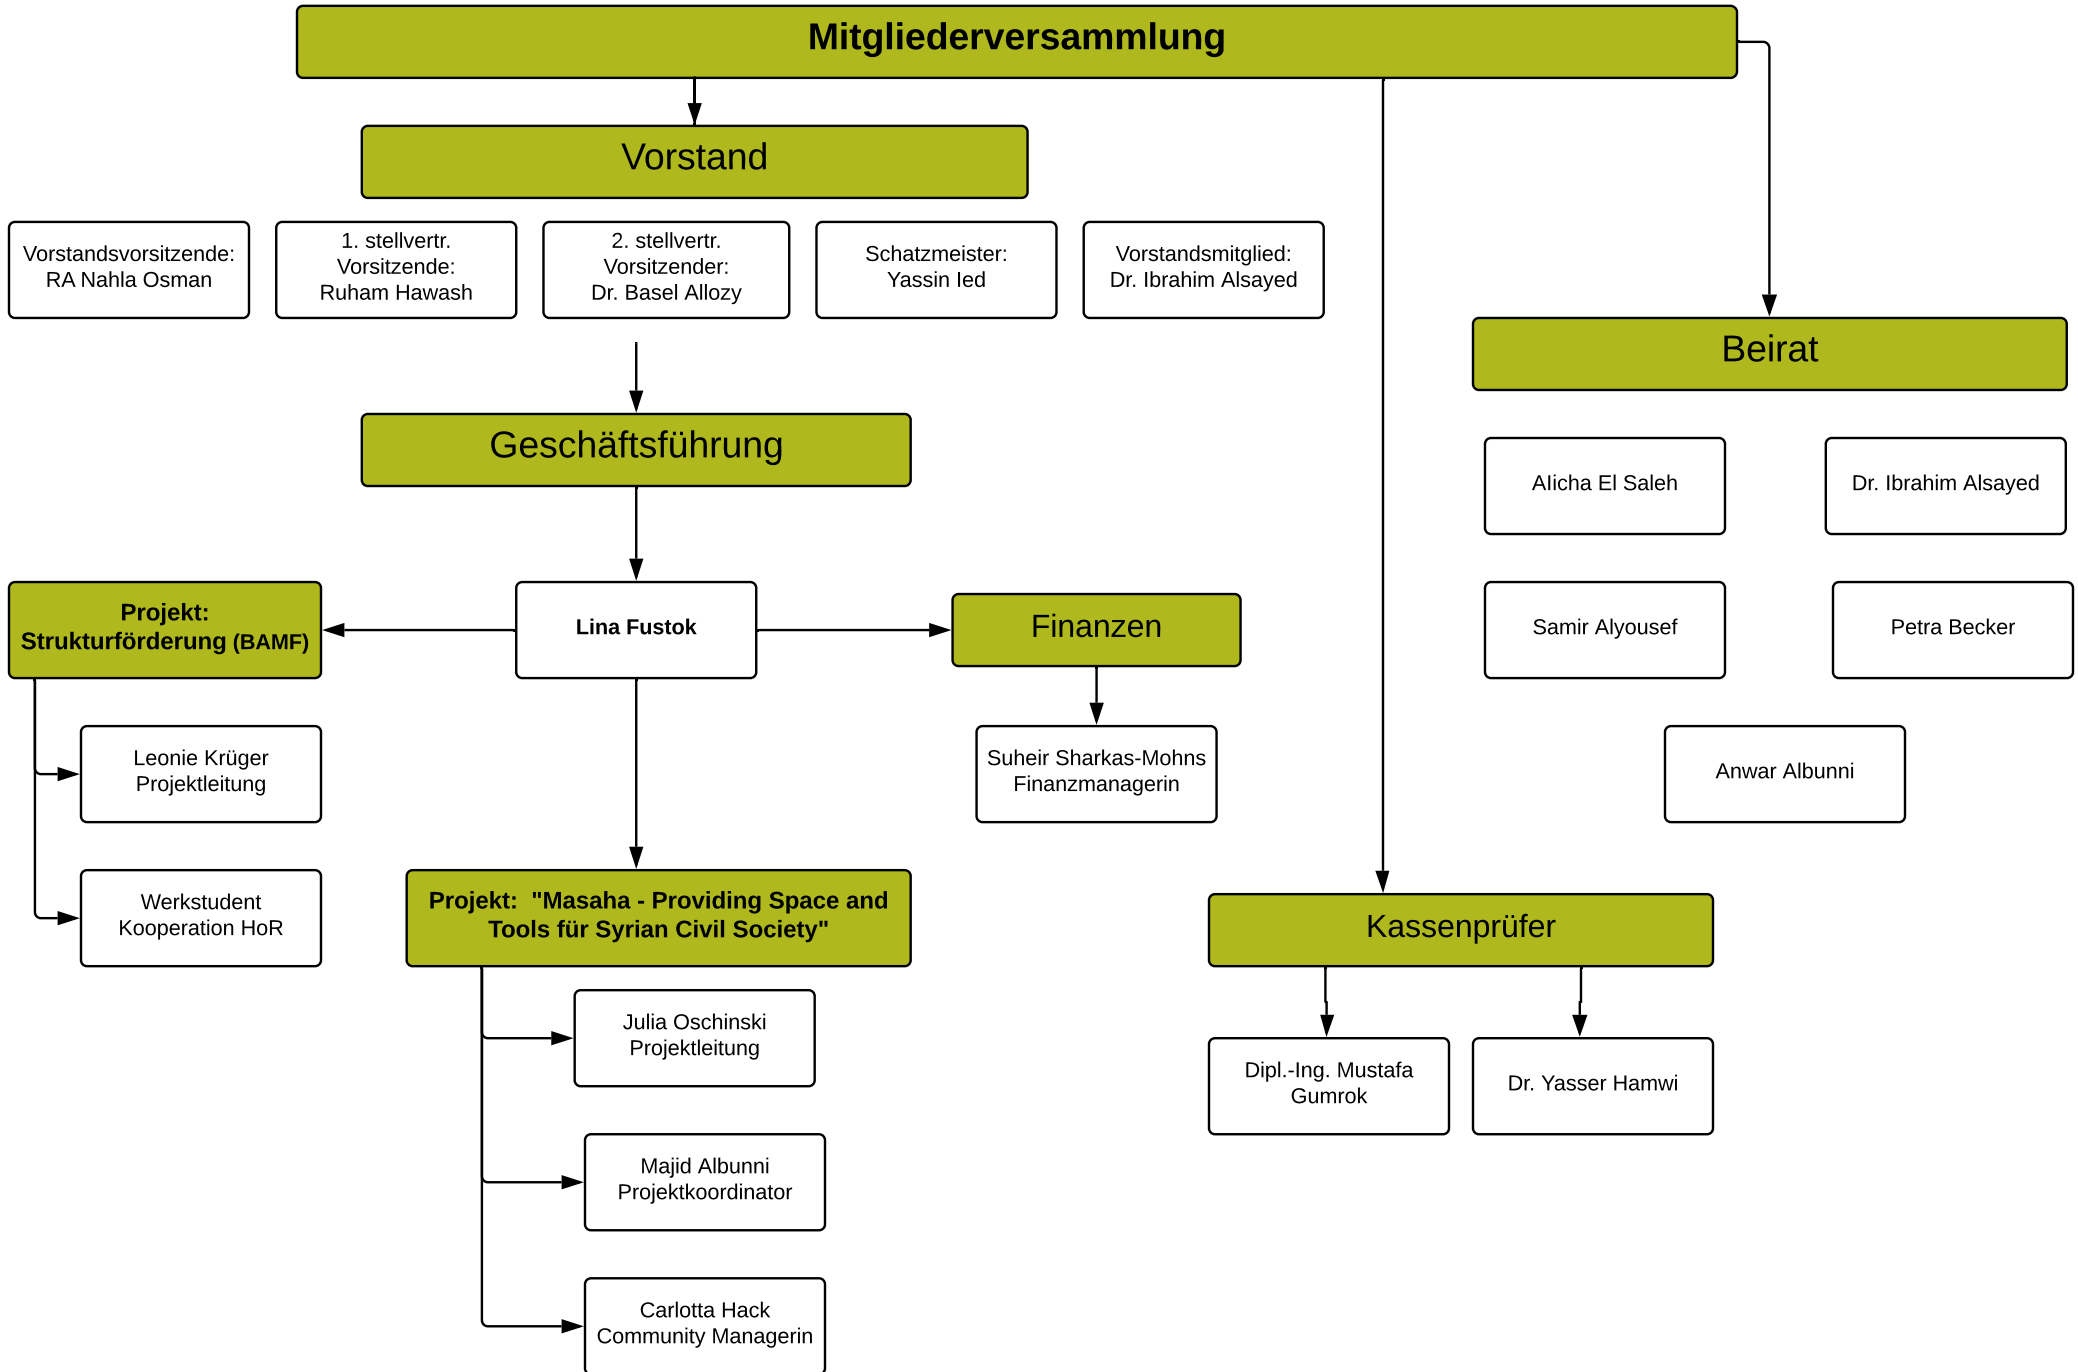 Mitgliederversammlung
Vorstand
Vorstandsvorsitzende:
RA Nahla Osman
1. stellvertr.
Vorsitzende:
Ruham Hawash
2. stellvertr.
Vorsitzender:
Dr. Basel Allozy
Schatzmeister:
Yassin Ied
Vorstandsmitglied:
Dr. Ibrahim Alsayed
Beirat
Geschäftsführung
AIicha El Saleh
Dr. Ibrahim Alsayed
Projekt:
Strukturförderung (BAMF)
Lina Fustok
Finanzen
Samir Alyousef
Petra Becker
Leonie Krüger
Projektleitung
Suheir Sharkas-Mohns
Finanzmanagerin
Anwar Albunni
Werkstudent
Kooperation HoR
Projekt:  "Masaha - Providing Space and
Tools für Syrian Civil Society"
Kassenprüfer
Julia Oschinski
Projektleitung
Dipl.-Ing. Mustafa
Gumrok
Dr. Yasser Hamwi
Majid Albunni
Projektkoordinator
Carlotta Hack
Community Managerin